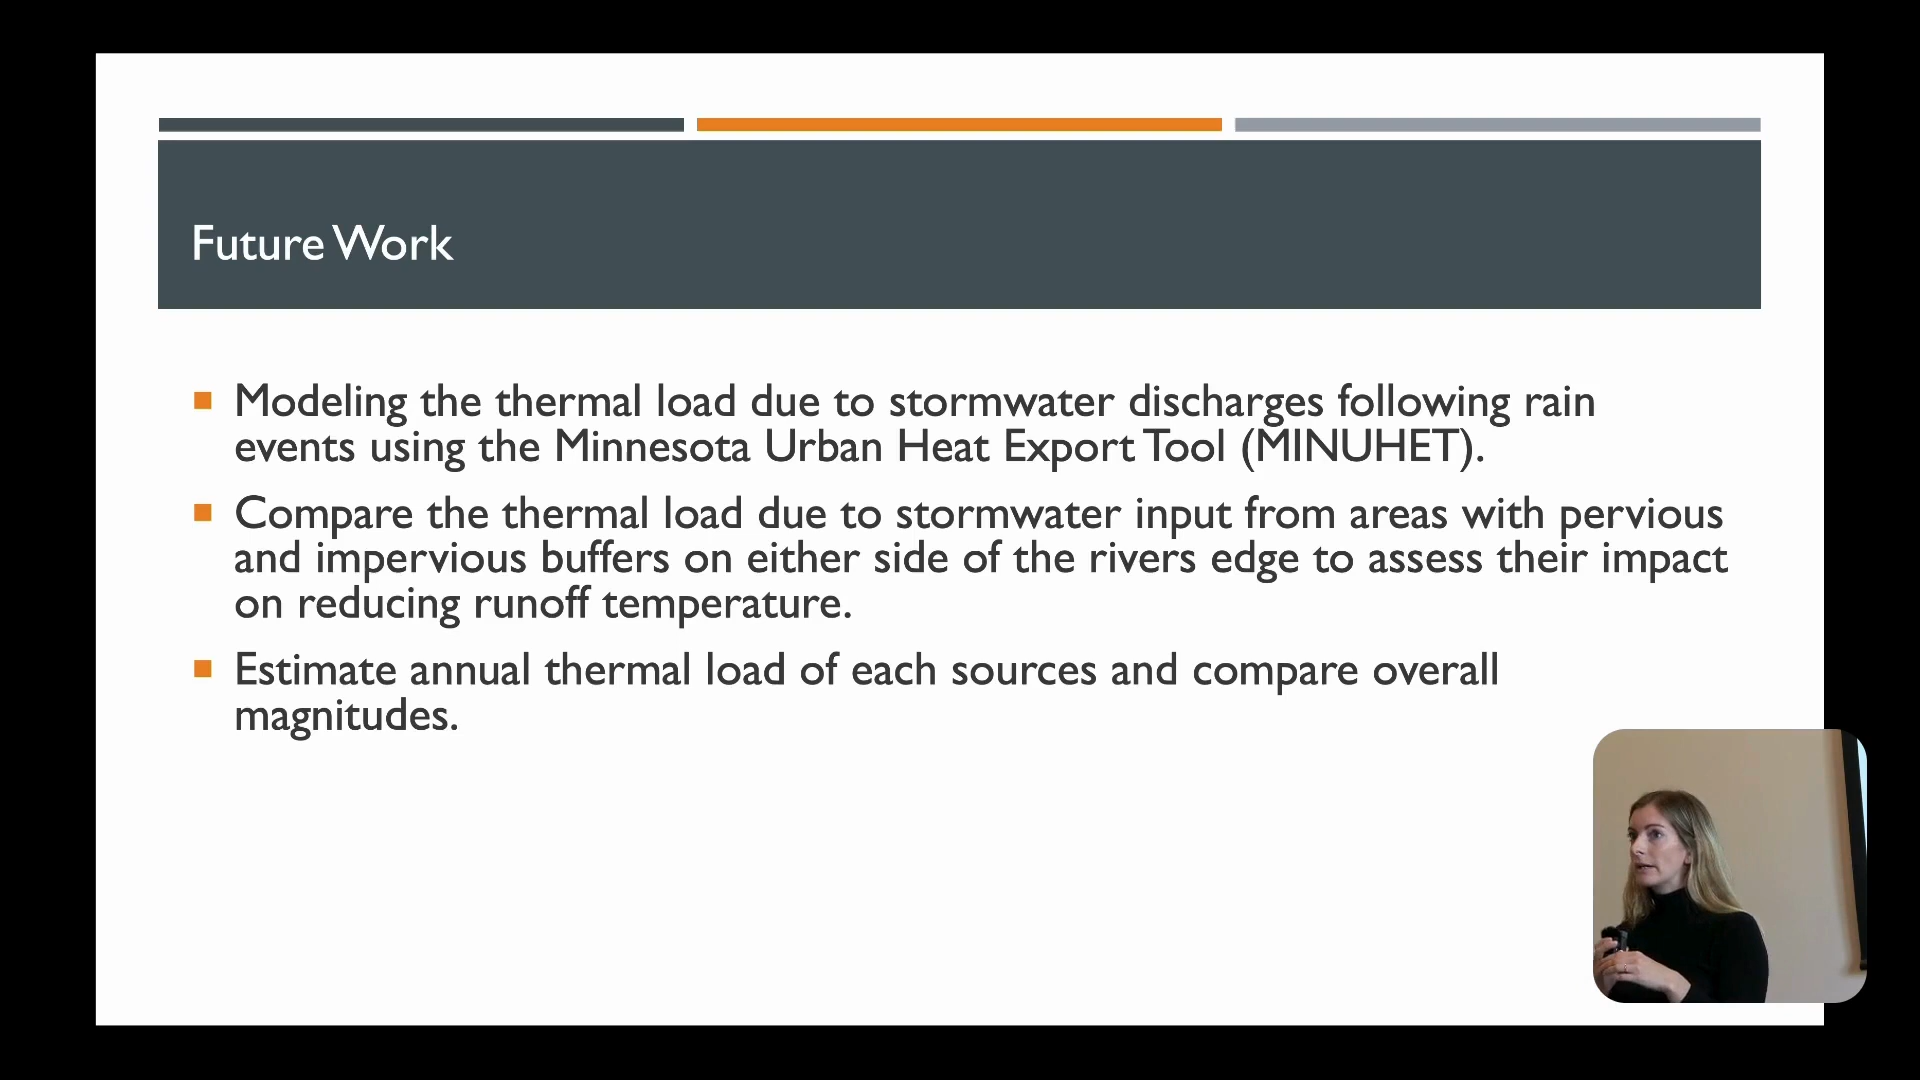 Future Work
Modeling the thermal load due to stormwater discharges following rain
events using the Minnesota Urban Heat Export Tool (MINUHET).
Compare the thermal load due to stormwater input from areas with pervious
and impervious buffers on either side of the rivers edge to assess their impact
on reducing runoff temperature.
Estimate annual thermal load of each sources and compare overall
magnitudes.